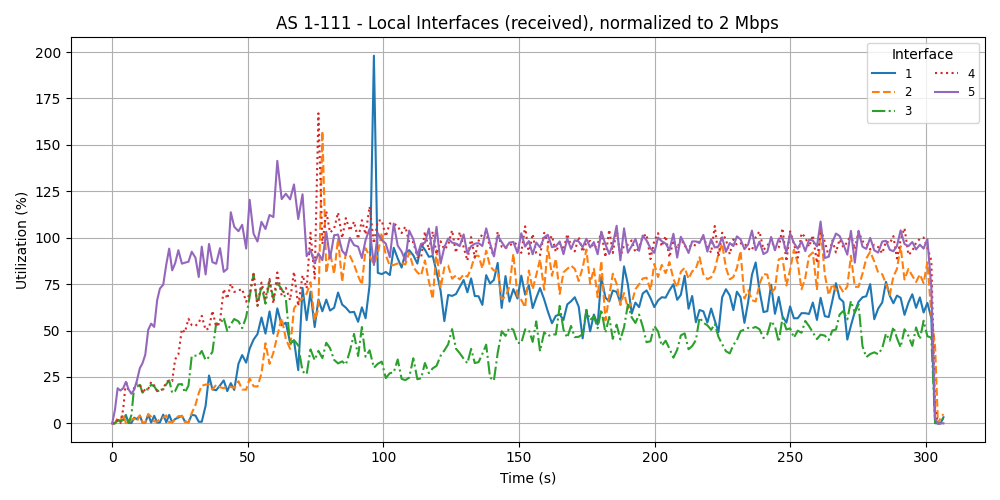 AS 1-111 - Local Interfaces (received), normalized to 2 Mbps
Utilization (%)
200
175
150
125
100
75
50
25
0
0 50 100 150 200 250 300
Time (s)
Interface
1 4
2 5
3